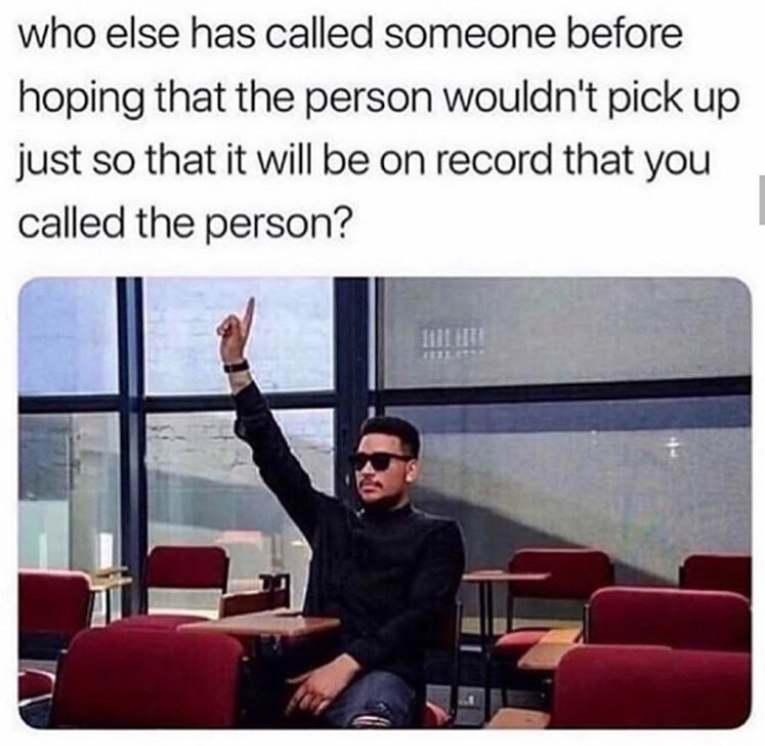 who else has called someone before
hoping that the person wouldn't pick up
just so that it will be on record that you
called the person?